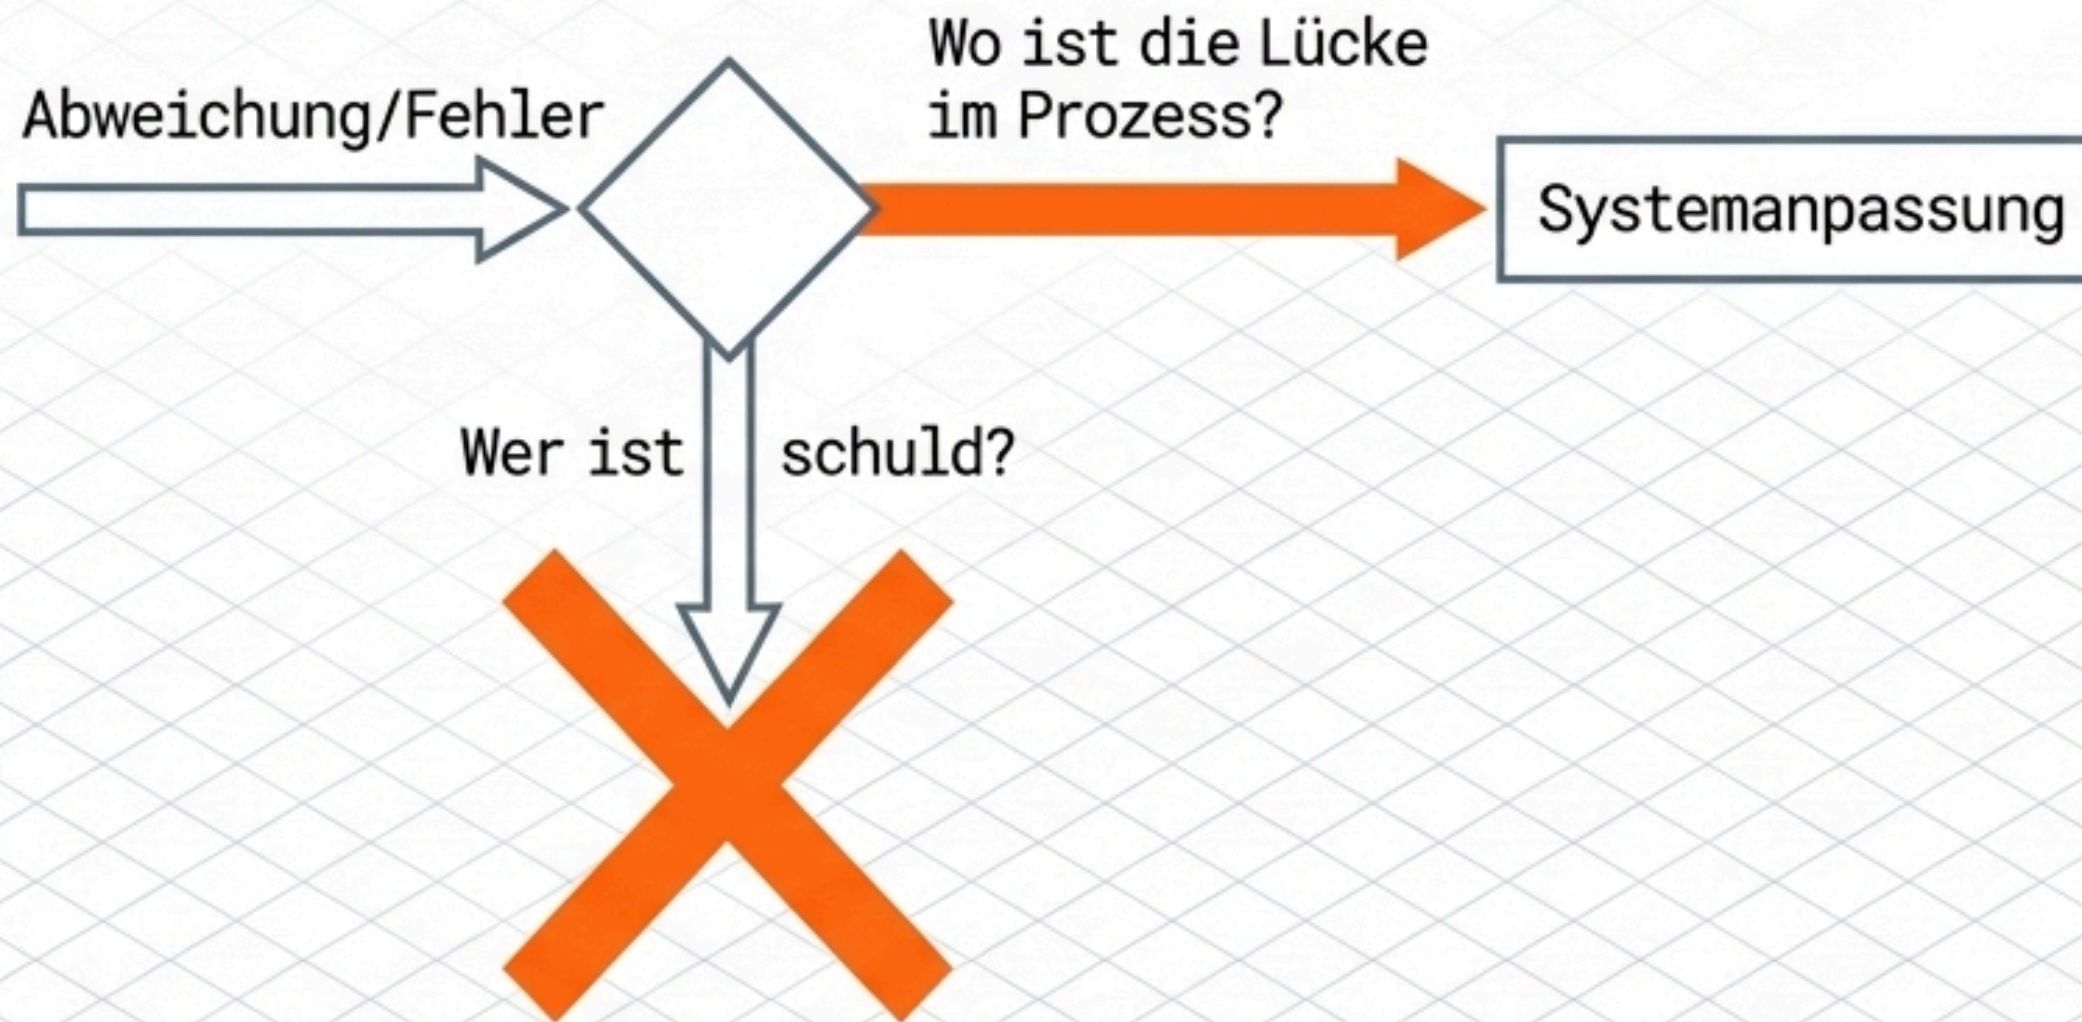 Abweichung/Fehler
Wo ist die Lücke
im Prozess?
Systemanpassung
Wer ist schuld?